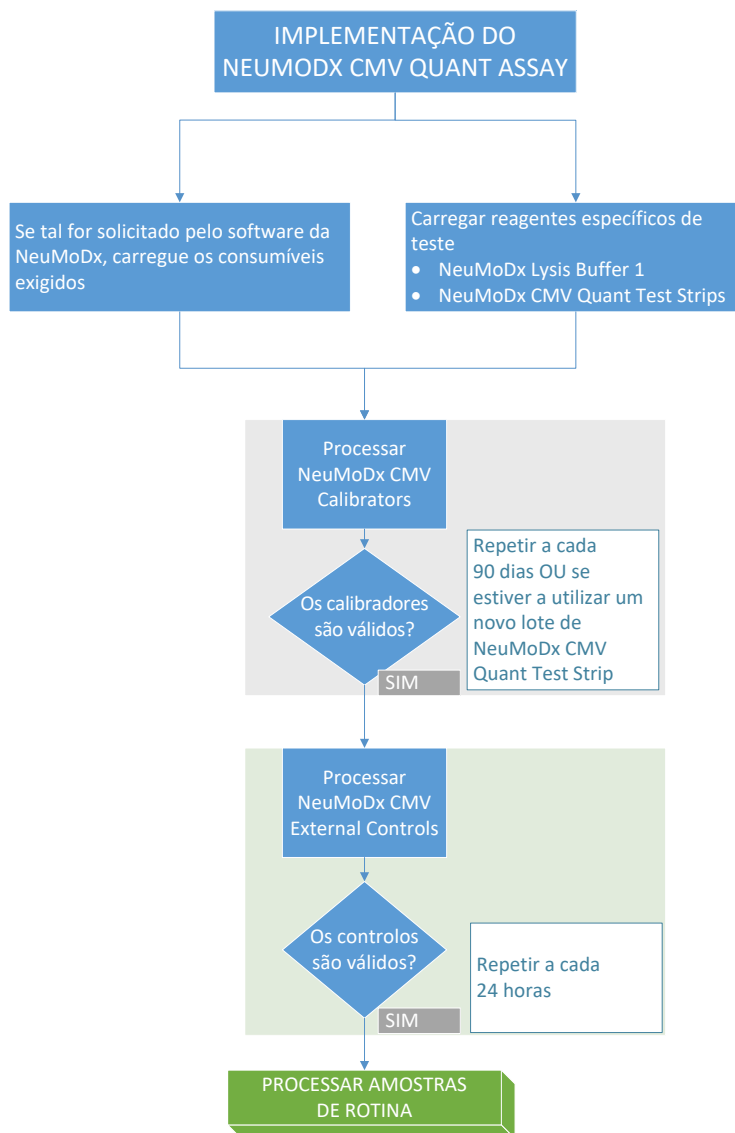 IMPLEMENTAÇÃO DO
NEUMODX CMV QUANT ASSAY
Se tal for solicitado pelo software da
NeuMoDx, carregue os consumíveis
exigidos
Carregar reagentes específicos de
teste
• NeuMoDx Lysis Buffer 1
• NeuMoDx CMV Quant Test Strips
Processar
NeuMoDx CMV
Calibrators
Os calibradores
são válidos?
SIM
Repetir a cada
90 dias OU se
estiver a utilizar um
novo lote de
NeuMoDx CMV
Quant Test Strip
Processar
NeuMoDx CMV
External Controls
Os controlos
são válidos?
SIM
Repetir a cada
24 horas
PROCESSAR AMOSTRAS
DE ROTINA